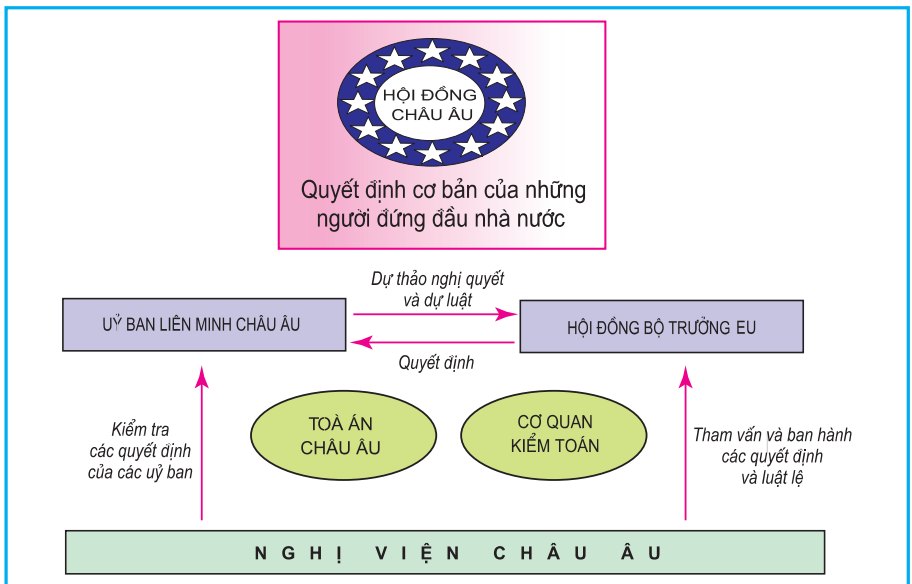 HỘI ĐỒNG
CHÂU ÂU
Quyết định cơ bản của những
người đứng đầu nhà nước
Dự thảo nghị quyết
và dự luật
UỶ BAN LIÊN MINH CHÂU ÂU
HỘI ĐỒNG BỘ TRƯỞNG EU
Quyết định
Kiểm tra
các quyết định
của các uỷ ban
TOÀ ÁN
CHÂU ÂU
CƠ QUAN
KIỂM TOÁN
Tham vấn và ban hành
các quyết định
và luật lệ
NGHỊ VIỆN CHÂU ÂU